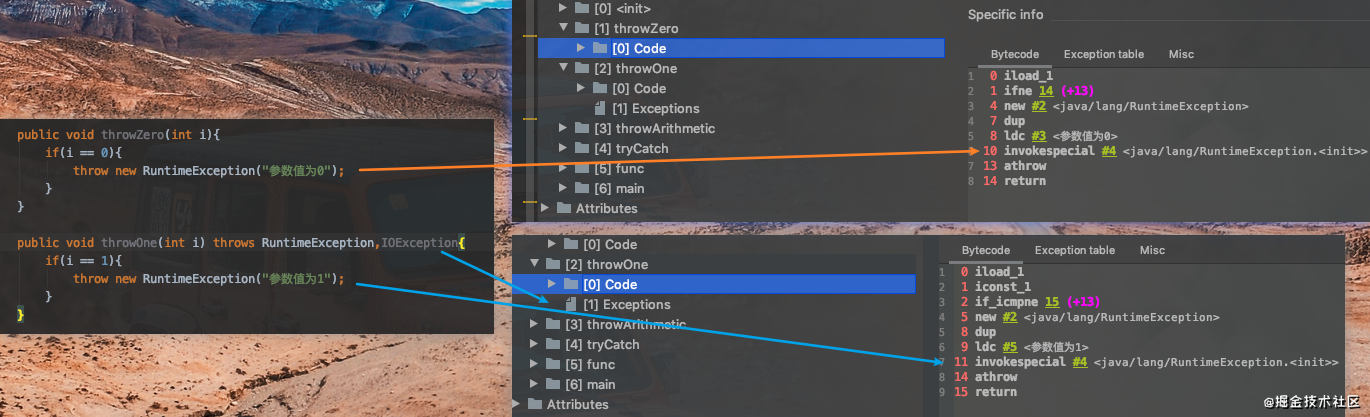 public void throwZero(int i){
if(i == 0){
throw new RuntimeException("参数值为0");
}
}
public void throwOne(int i) throws RuntimeException,IOException{
if(i == 1){
throw new RuntimeException("参数值为1");
}
}
[0] <init>
[1] throwZero
[0] Code
[2] throwOne
[0] Code
[1] Exceptions
[3] throwArithmetic
[4] tryCatch
[5] func
[6] main
Attributes
Specific info
Bytecode Exception table Misc
1 0 iload_1
2 1 ifne 14 (+13)
3 4 new #2 <java/lang/RuntimeException>
4 7 dup
5 8 ldc #3 <参数值为0>
6 10 invokespecial #4 <java/lang/RuntimeException.<init>>
7 13 athrow
8 14 return
[0] Code
[2] throwOne
[0] Code
[1] Exceptions
[3] throwArithmetic
[4] tryCatch
[5] func
[6] main
Attributes
Bytecode Exception table Misc
1 0 iload_1
2 1 iconst_1
3 2 if_icmpne 15 (+13)
4 5 new #2 <java/lang/RuntimeException>
5 8 dup
6 9 ldc #5 <参数值为1>
7 11 invokespecial #4 <java/lang/RuntimeException.<init>>
8 14 athrow
9 15 return
@掘金技术社区